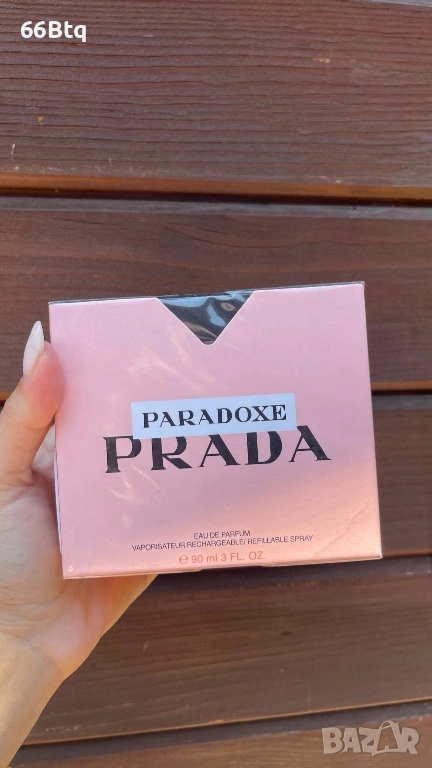 66Btq
PARADOXE
PRADA
EAU DE PARFUM
VAPORISATEUR RECHARGEABLE/ REFILLABLE SPRAY
℮ 90 ml 3 FL. OZ.
BAZAR